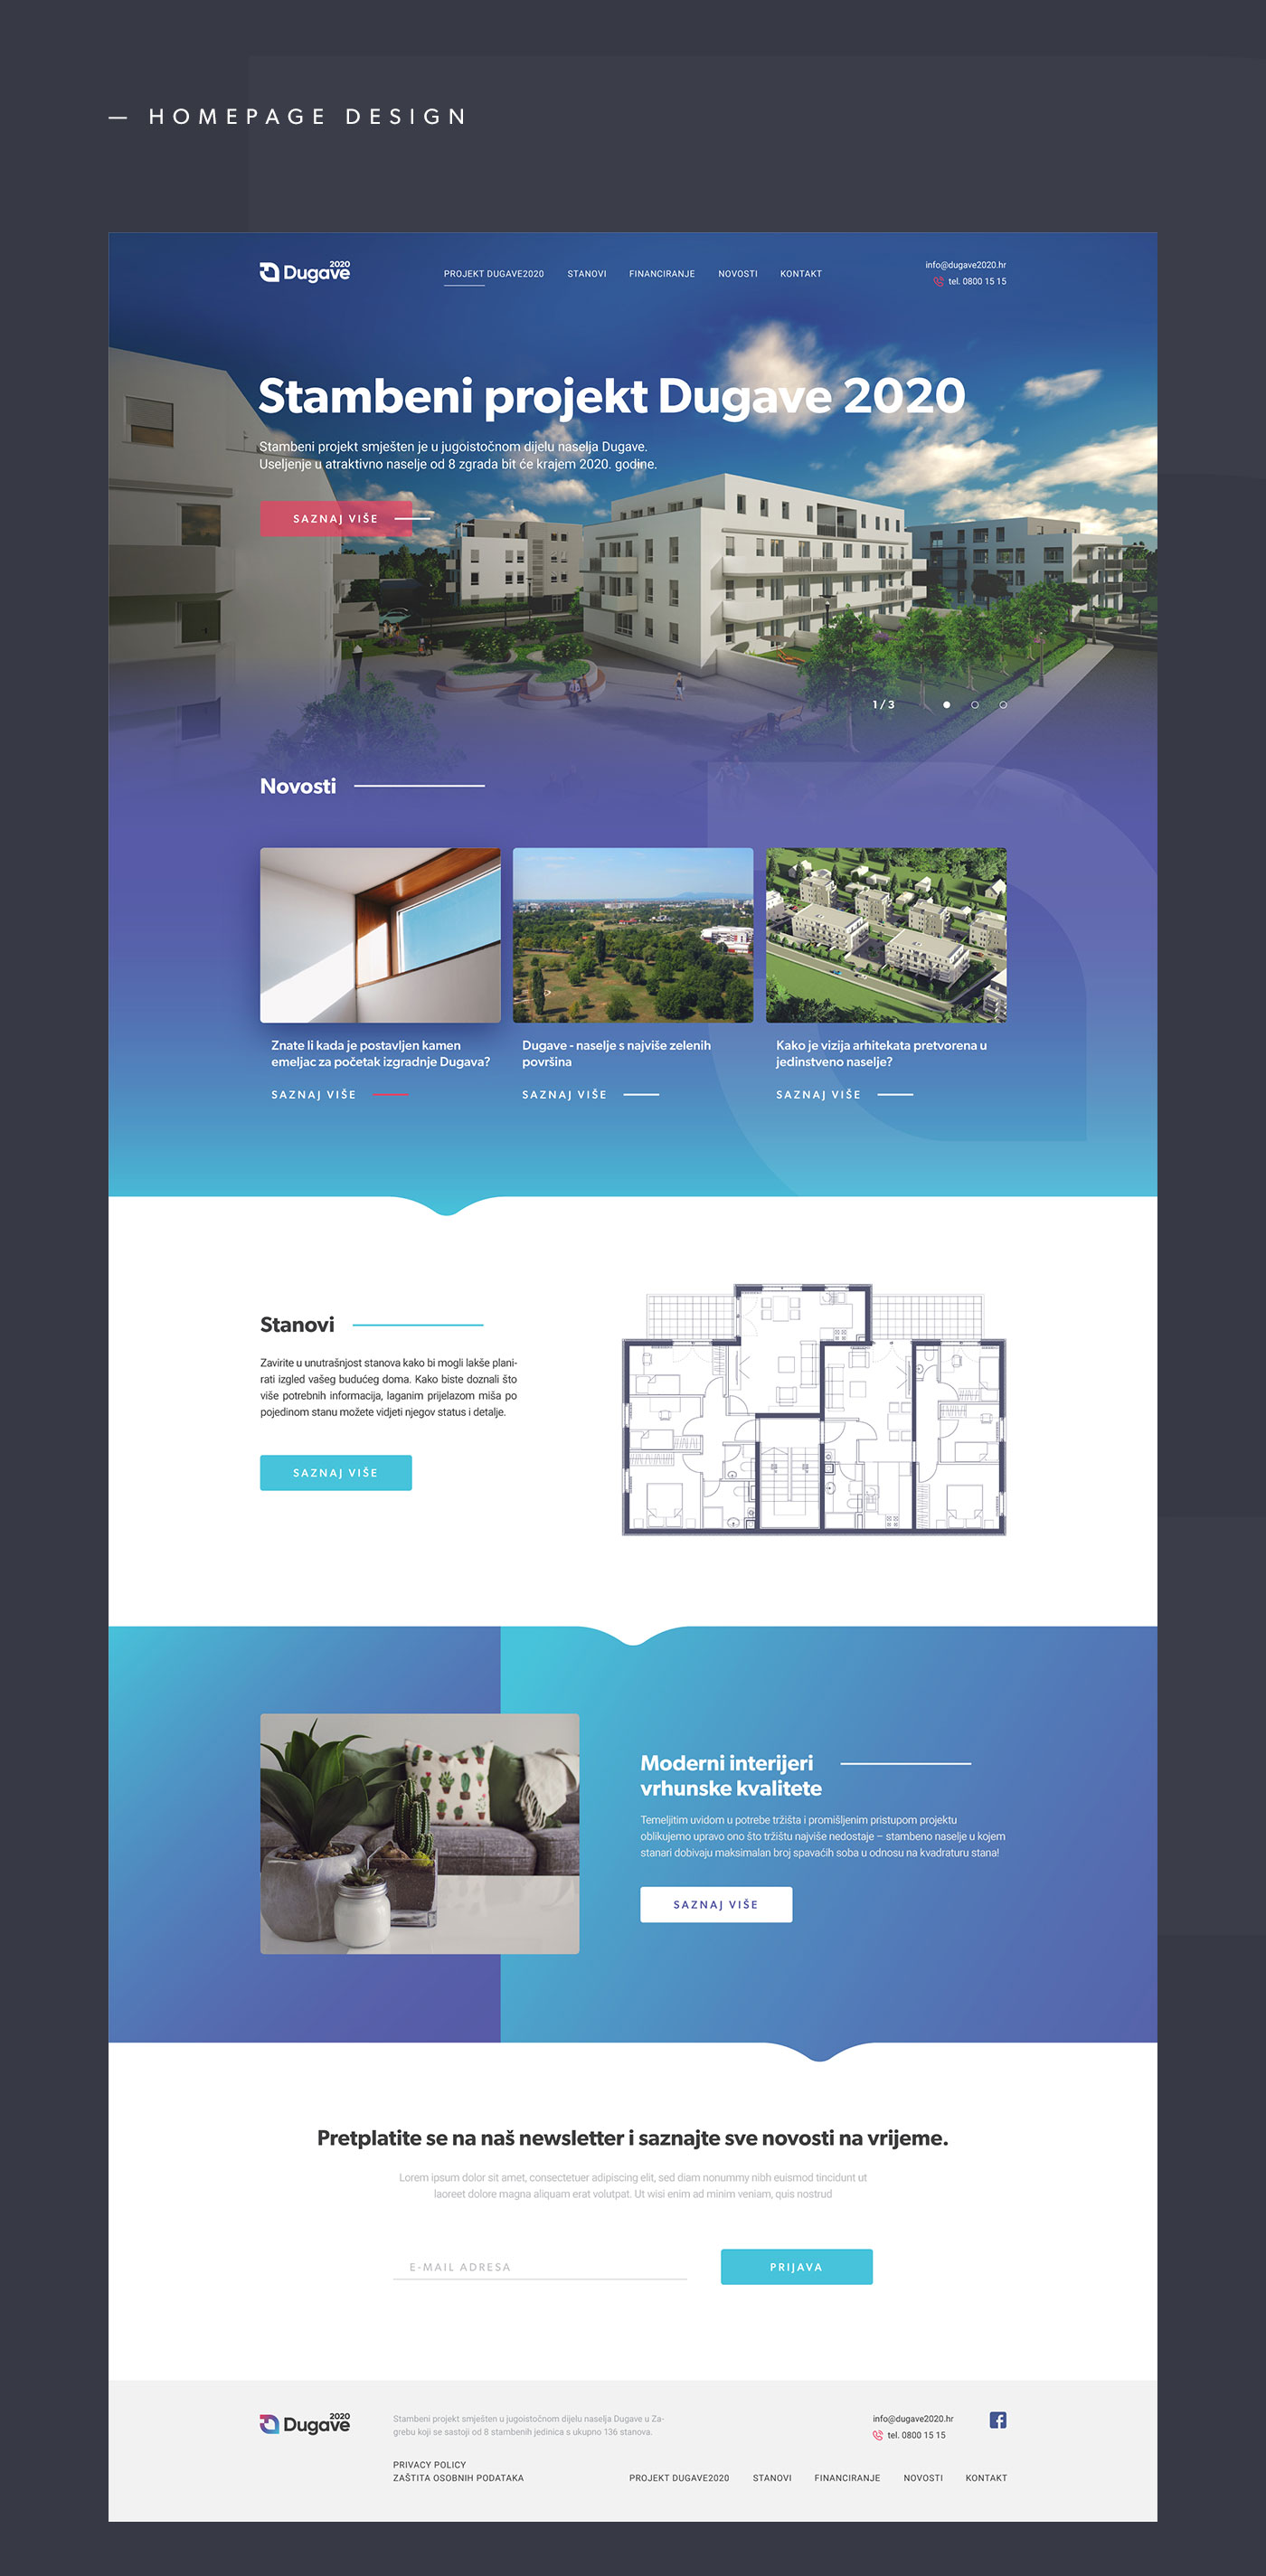 — HOMEPAGE DESIGN
2020
Dugave
PROJEKT DUGAVE2020
STANOVI
FINANCIRANJE
NOVOSTI
KONTAKT
info@dugave2020.hr
tel. 0800 15 15
Stambeni projekt Dugave 2020
Stambeni projekt smješten je u jugoistočnom dijelu naselja Dugave.
Useljenje u atraktivno naselje od 8 zgrada bit će krajem 2020. godine.
SAZNAJ VIŠE
1/3
Novosti
Znate li kada je postavljen kamen
emeljac za početak izgradnje Dugava?
SAZNAJ VIŠE
Dugave - naselje s najviše zelenih
površina
SAZNAJ VIŠE
Kako je vizija arhitekata pretvorena u
jedinstveno naselje?
SAZNAJ VIŠE
Stanovi
Zavirite u unutrašnjost stanova kako bi mogli lakše plani-
rati izgled vašeg budućeg doma. Kako biste doznali što
više potrebnih informacija, laganim prijelazom miša po
pojedinom stanu možete vidjeti njegov status i detalje.
SAZNAJ VIŠE
Moderni interijeri
vrhunske kvalitete
Temeljitim uvidom u potrebe tržišta i promišljenim pristupom projektu
oblikujemo upravo ono što tržištu najviše nedostaje – stambeno naselje u kojem
stanari dobivaju maksimalan broj spavaćih soba u odnosu na kvadraturu stana!
SAZNAJ VIŠE
Pretplatite se na naš newsletter i saznajte sve novosti na vrijeme.
Lorem ipsum dolor sit amet, consectetuer adipiscing elit, sed diam nonummy nibh euismod tincidunt ut
laoreet dolore magna aliquam erat volutpat. Ut wisi enim ad minim veniam, quis nostrud
E-MAIL ADRESA
PRIJAVA
2020
Dugave
Stambeni projekt smješten u jugoistočnom dijelu naselja Dugave u Za-
grebu koji se sastoji od 8 stambenih jedinica s ukupno 136 stanova.
info@dugave2020.hr
tel. 0800 15 15
PRIVACY POLICY
ZAŠTITA OSOBNIH PODATAKA
PROJEKT DUGAVE2020
STANOVI
FINANCIRANJE
NOVOSTI
KONTAKT